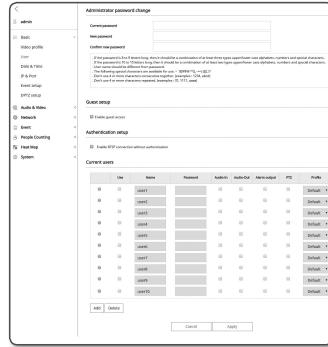 admin
Basic
Video profile
User
Date & Time
IP & Port
Event setup
DPTZ setup
Audio & Video
Network
Event
People Counting
Heat Map
System
Administrator password change
Current password
New password
Confirm new password
If the password is 8 to 9 letters long, then it should be a combination of at least three types: upper/lower case alphabets, numbers and special characters.
If the password is 10 to 15 letters long, then it should be a combination of at least two types: upper/lower case alphabets, numbers and special characters.
User name should be different from password.
The following special characters are available for use.
Don't use 4 or more characters consecutive together. (examples : 1234, abcd)
Don't use 4 or more characters repeated. (examples : !!!!, 1111, aaaa)
Guest setup
Enable guest access
Authentication setup
Enable RTSP connection without authentication
Current users
Use Name Password Audio In Audio Out Alarm output PTZ Profile
user1 Default
user2 Default
user3 Default
user4 Default
user5 Default
user6 Default
user7 Default
user8 Default
user9 Default
user10 Default
Add Delete
Cancel Apply